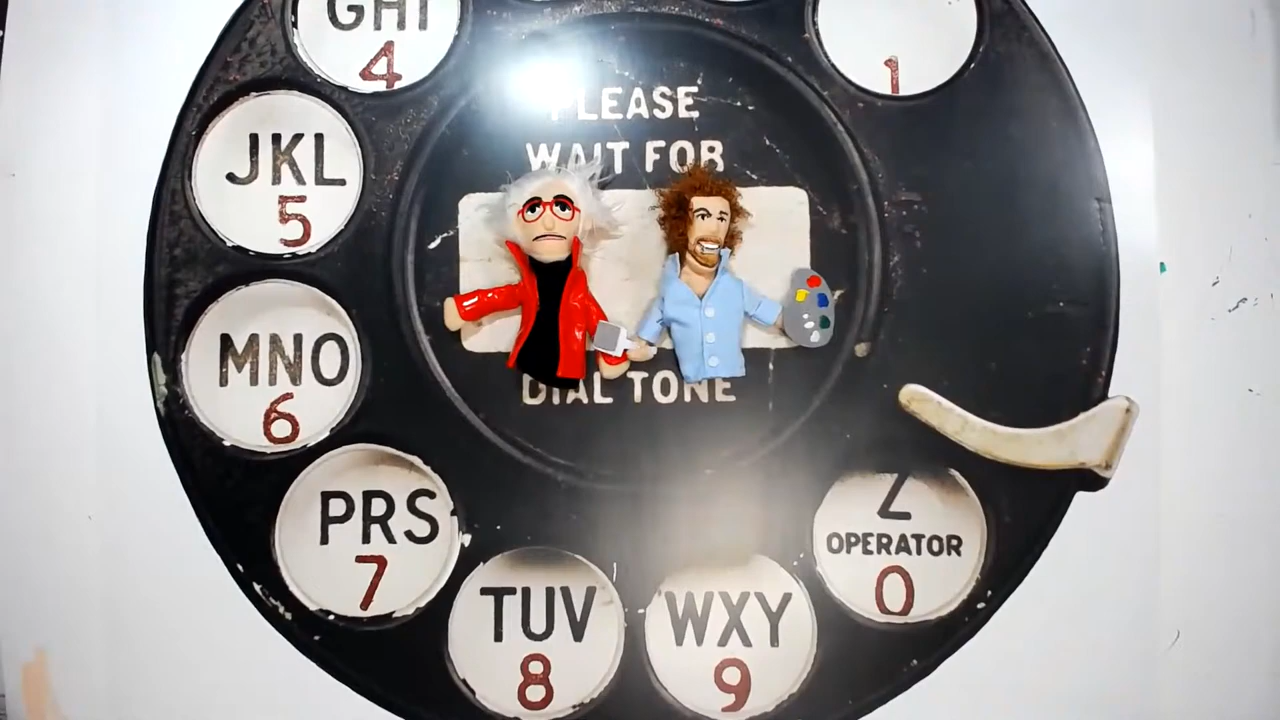 GHI
4
1
PLEASE
WAIT FOR
DIAL TONE
JKL
5
MNO
6
PRS
7
TUV
8
WXY
9
Z
OPERATOR
0